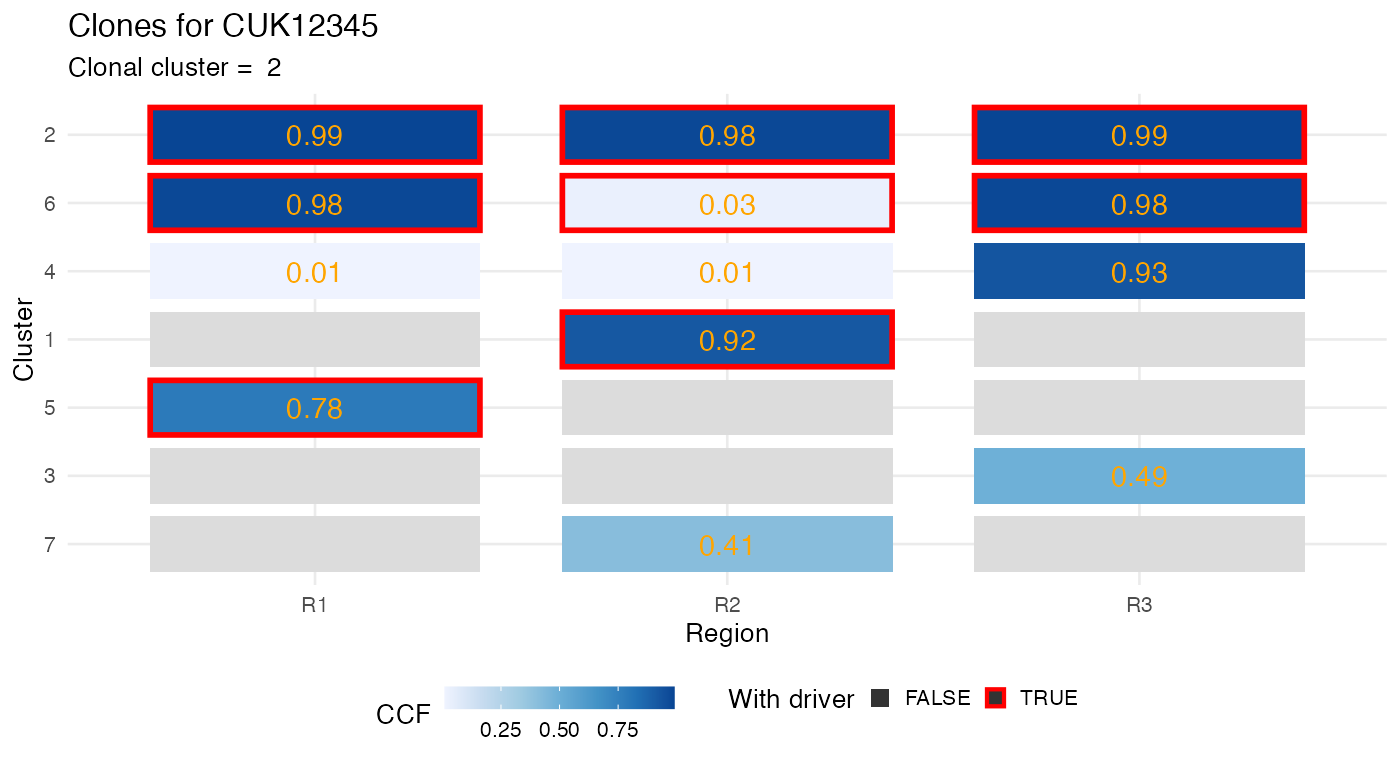 Clones for CUK12345
Clonal cluster =  2
Cluster
2 0.99 0.98 0.99
6 0.98 0.03 0.98
4 0.01 0.01 0.93
1 0.92
5 0.78
3 0.49
7 0.41
R1 R2 R3
Region
CCF 0.25 0.50 0.75 With driver FALSE TRUE